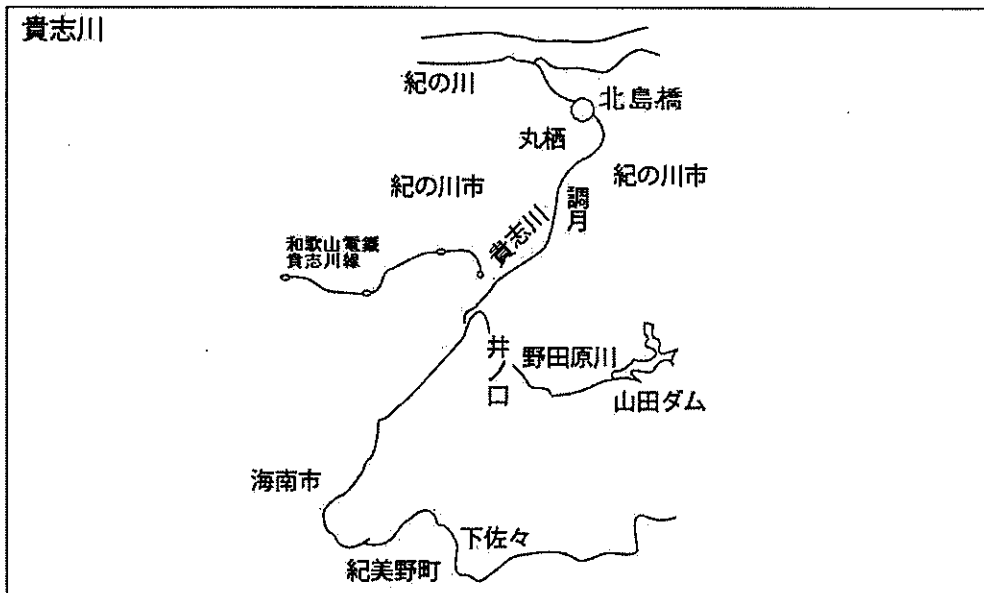 貴志川
紀の川
北島橋
丸栖
紀の川市
紀の川市
調月
貴志川
和歌山電鐵
貴志川線
井ノ口
野田原川
山田ダム
海南市
下佐々
紀美野町